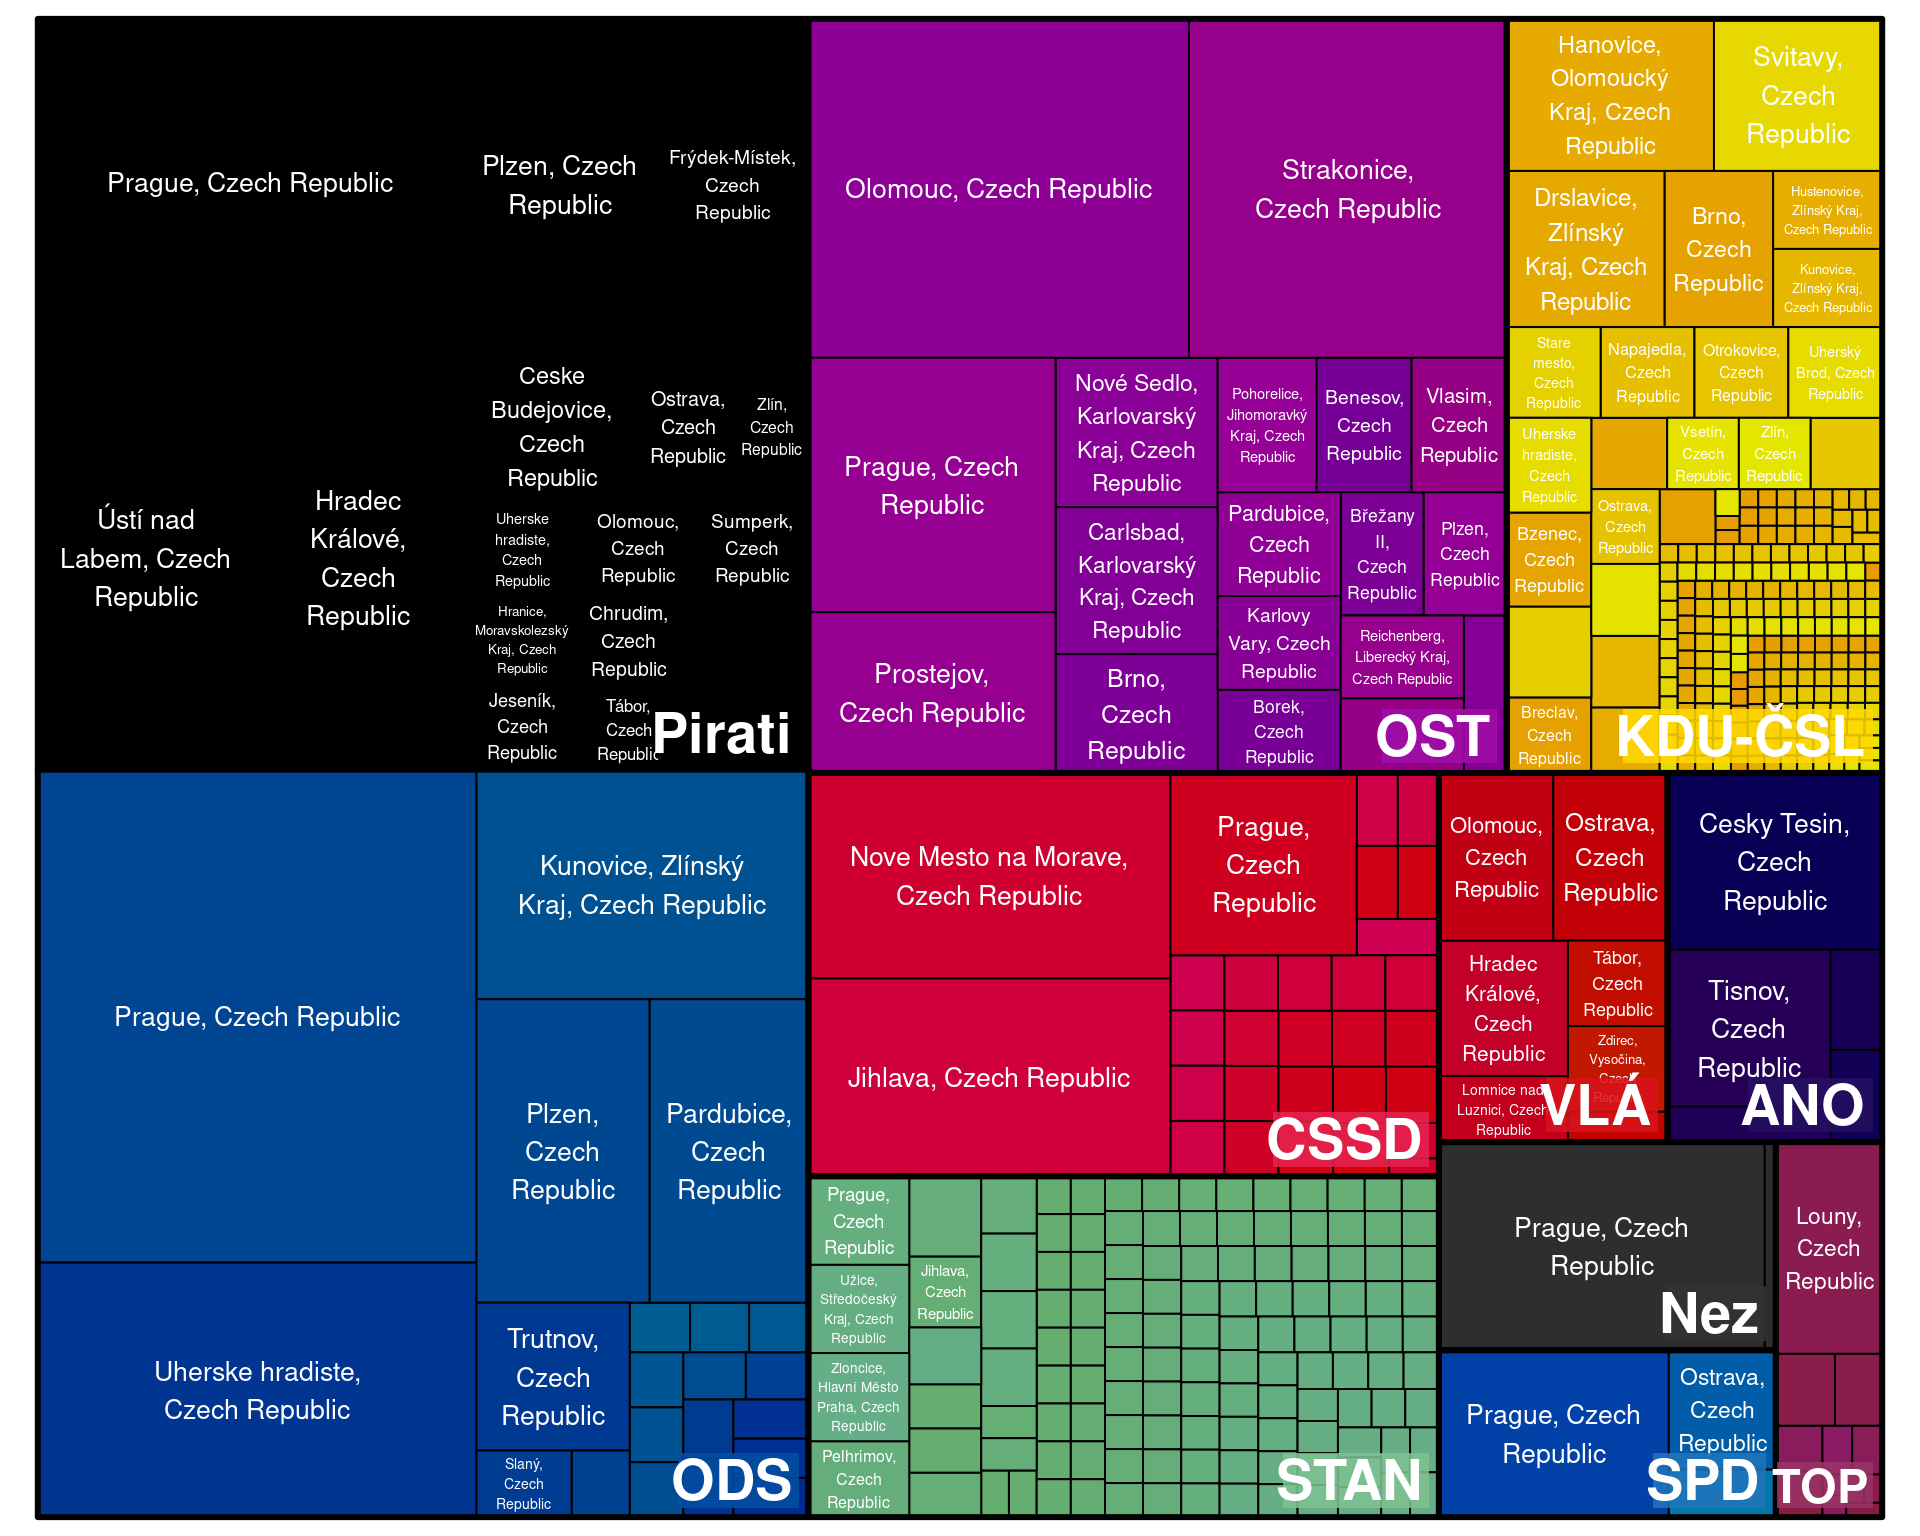 Prague, Czech Republic
Plzen, Czech
Republic
Frýdek-Místek,
Czech
Republic
Ústí nad
Labem, Czech
Republic
Hradec
Králové,
Czech
Republic
Ceske
Budejovice,
Czech
Republic
Ostrava,
Czech
Republic
Zlín,
Czech
Republic
Uherske
hradiste,
Czech
Republic
Olomouc,
Czech
Republic
Sumperk,
Czech
Republic
Hranice,
Moravskolezský
Kraj, Czech
Republic
Chrudim,
Czech
Republic
Jeseník,
Czech
Republic
Tábor,
Czech
Republic
Pirati
Olomouc, Czech Republic
Strakonice,
Czech Republic
Prague, Czech
Republic
Prostejov,
Czech Republic
Nové Sedlo,
Karlovarský
Kraj, Czech
Republic
Carlsbad,
Karlovarský
Kraj, Czech
Republic
Brno,
Czech
Republic
Pohorelice,
Jihomoravký
Kraj, Czech
Republic
Benesov,
Czech
Republic
Vlasim,
Czech
Republic
Pardubice,
Czech
Republic
Břežany
II,
Czech
Republic
Plzen,
Czech
Republic
Karlovy
Vary, Czech
Republic
Reichenberg,
Liberecký Kraj,
Czech Republic
Borek,
Czech
Republic
OST
Hanovice,
Olomoucký
Kraj, Czech
Republic
Svitavy,
Czech
Republic
Drslavice,
Zlínský
Kraj, Czech
Republic
Brno,
Czech
Republic
Hustenovice,
Zlínský Kraj,
Czech Republic
Kunovice,
Zlínský Kraj,
Czech Republic
Stare
mesto,
Czech
Republic
Napajedla,
Czech
Republic
Otrokovice,
Czech
Republic
Uherský
Brod, Czech
Republic
Uherske
hradiste,
Czech
Republic
Vsetín,
Czech
Republic
Zlín,
Czech
Republic
Ostrava,
Czech
Republic
Bzenec,
Czech
Republic
Breclav,
Czech
Republic
KDU-ČSL
Prague, Czech Republic
Kunovice, Zlínský
Kraj, Czech Republic
Plzen,
Czech
Republic
Pardubice,
Czech
Republic
Uherske hradiste,
Czech Republic
Trutnov,
Czech
Republic
Slaný,
Czech
Republic
ODS
Nove Mesto na Morave,
Czech Republic
Prague,
Czech
Republic
Jihlava, Czech Republic
CSSD
Olomouc,
Czech
Republic
Ostrava,
Czech
Republic
Hradec
Králové,
Czech
Republic
Tábor,
Czech
Republic
Zdirec,
Vysočina,
Czech
Republic
Lomnice nad
Luznici, Czech
Republic
VLÁ
Cesky Tesin,
Czech
Republic
Tisnov,
Czech
Republic
ANO
Prague,
Czech
Republic
Užice,
Středočeský
Kraj, Czech
Republic
Jihlava,
Czech
Republic
Zloncice,
Hlavní Město
Praha, Czech
Republic
Pelhrimov,
Czech
Republic
STAN
Prague, Czech
Republic
Nez
Louny,
Czech
Republic
TOP
Prague, Czech
Republic
Ostrava,
Czech
Republic
SPD